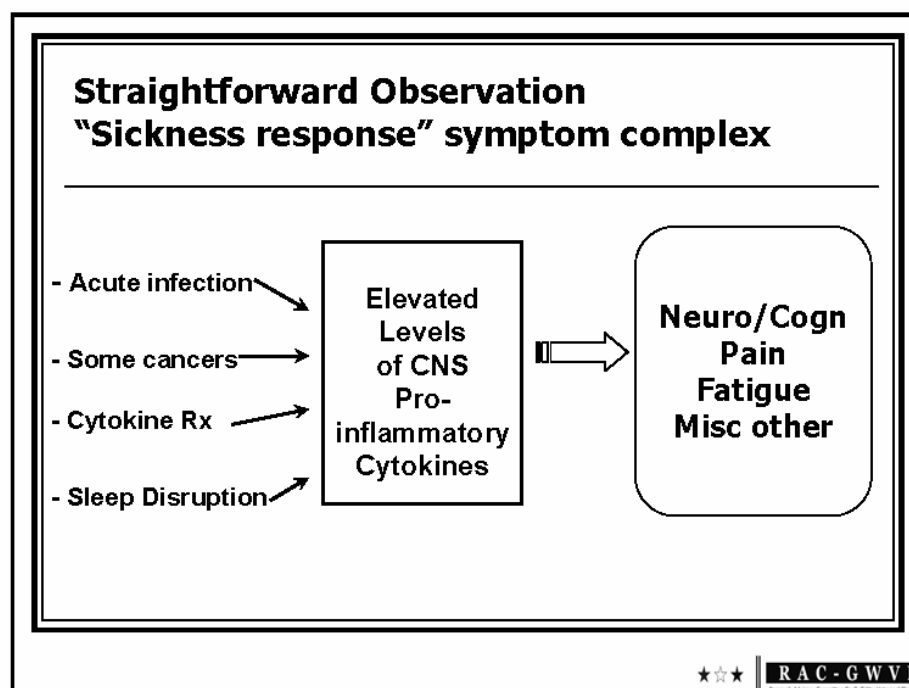 Straightforward Observation
“Sickness response” symptom complex
- Acute infection
- Some cancers
- Cytokine Rx
- Sleep Disruption
Elevated
Levels
of CNS
Pro-
inflammatory
Cytokines
Neuro/Cogn
Pain
Fatigue
Misc other
RAC-GWV